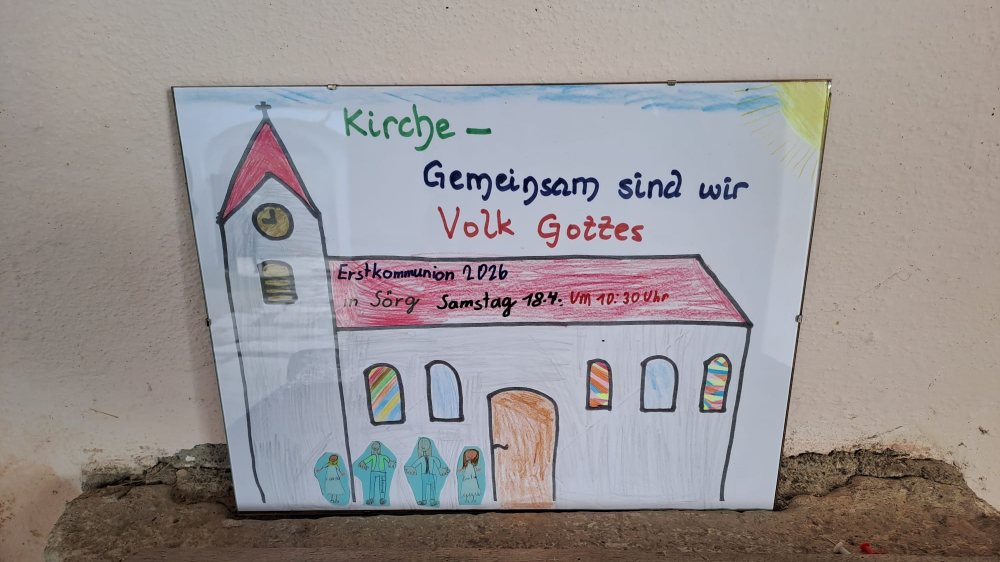 Kirche –
Gemeinsam sind wir
Volk Gottes
Erstkommunion 2026
in Sörg Samstag 18.4. Um 10:30 Uhr